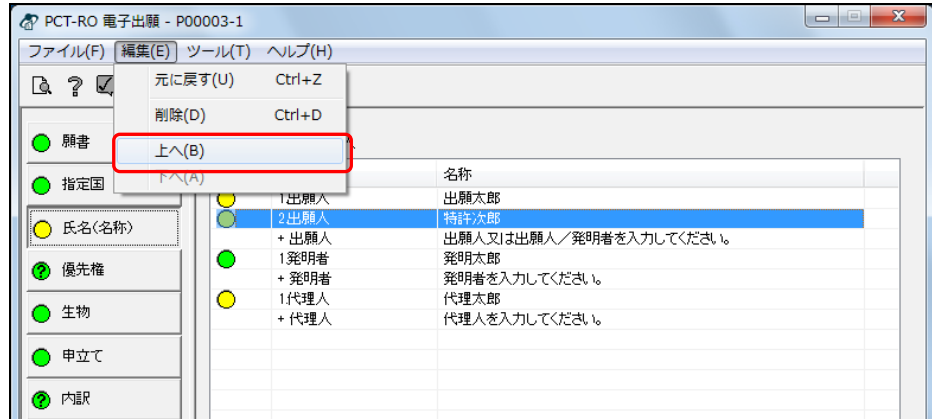 PCT-RO 電子出願 - P00003-1
ファイル(F) 編集(E) ツール(T) ヘルプ(H)
元に戻す(U) Ctrl+Z
削除(D) Ctrl+D
上へ(B)
下へ(A)
願書
指定国
氏名(名称)
優先権
生物
申立て
内訳
名称
1出願人 出願太郎
2出願人 特許次郎
+ 出願人 出願人又は出願人／発明者を入力してください。
1発明者 発明太郎
+ 発明者 発明者を入力してください。
1代理人 代理太郎
+ 代理人 代理人を入力してください。